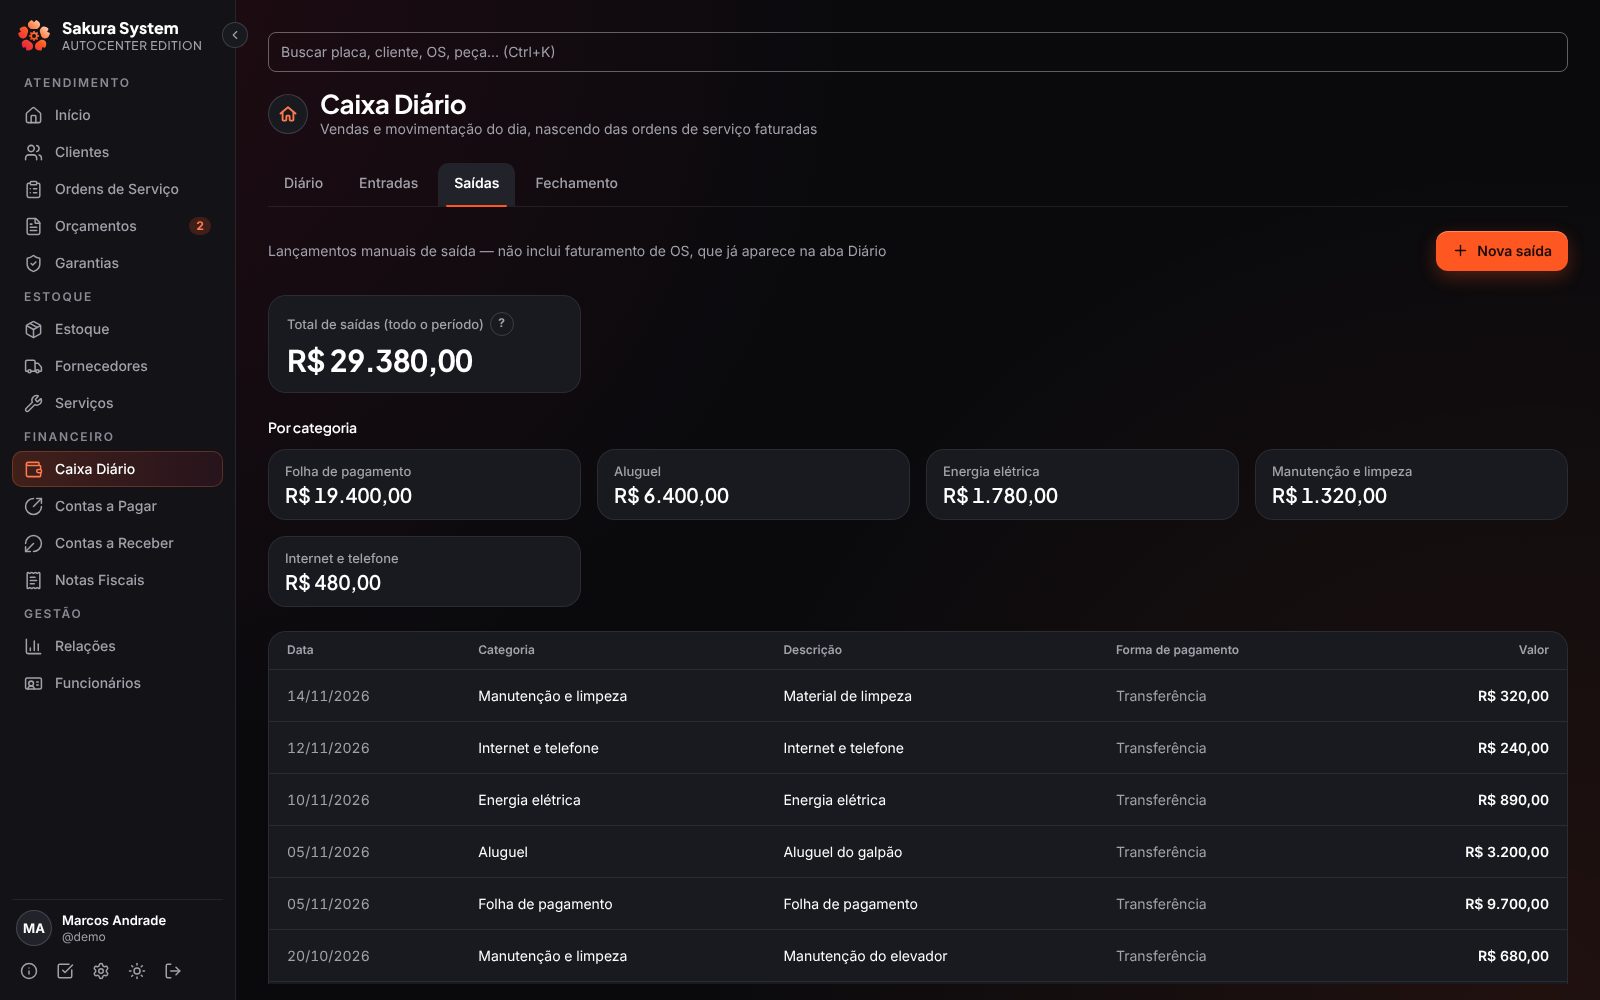 Sakura System
AUTOCENTER EDITION
ATENDIMENTO
Início
Clientes
Ordens de Serviço
Orçamentos 2
Garantias
ESTOQUE
Estoque
Fornecedores
Serviços
FINANCEIRO
Caixa Diário
Contas a Pagar
Contas a Receber
Notas Fiscais
GESTÃO
Relações
Funcionários
MA
Marcos Andrade
@demo
Buscar placa, cliente, OS, peça... (Ctrl+K)
Caixa Diário
Vendas e movimentação do dia, nascendo das ordens de serviço faturadas
Diário Entradas Saídas Fechamento
Lançamentos manuais de saída — não inclui faturamento de OS, que já aparece na aba Diário
+ Nova saída
Total de saídas (todo o período) ?
R$ 29.380,00
Por categoria
Folha de pagamento
R$ 19.400,00
Aluguel
R$ 6.400,00
Energia elétrica
R$ 1.780,00
Manutenção e limpeza
R$ 1.320,00
Internet e telefone
R$ 480,00
Data Categoria Descrição Forma de pagamento Valor
14/11/2026 Manutenção e limpeza Material de limpeza Transferência R$ 320,00
12/11/2026 Internet e telefone Internet e telefone Transferência R$ 240,00
10/11/2026 Energia elétrica Energia elétrica Transferência R$ 890,00
05/11/2026 Aluguel Aluguel do galpão Transferência R$ 3.200,00
05/11/2026 Folha de pagamento Folha de pagamento Transferência R$ 9.700,00
20/10/2026 Manutenção e limpeza Manutenção do elevador Transferência R$ 680,00